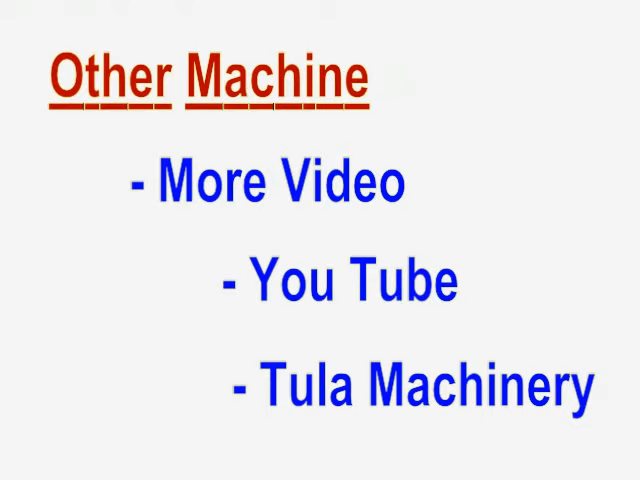 Other Machine
- More Video
- You Tube
- Tula Machinery